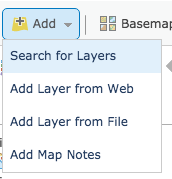 Add Basemap
Search for Layers
Add Layer from Web
Add Layer from File
Add Map Notes